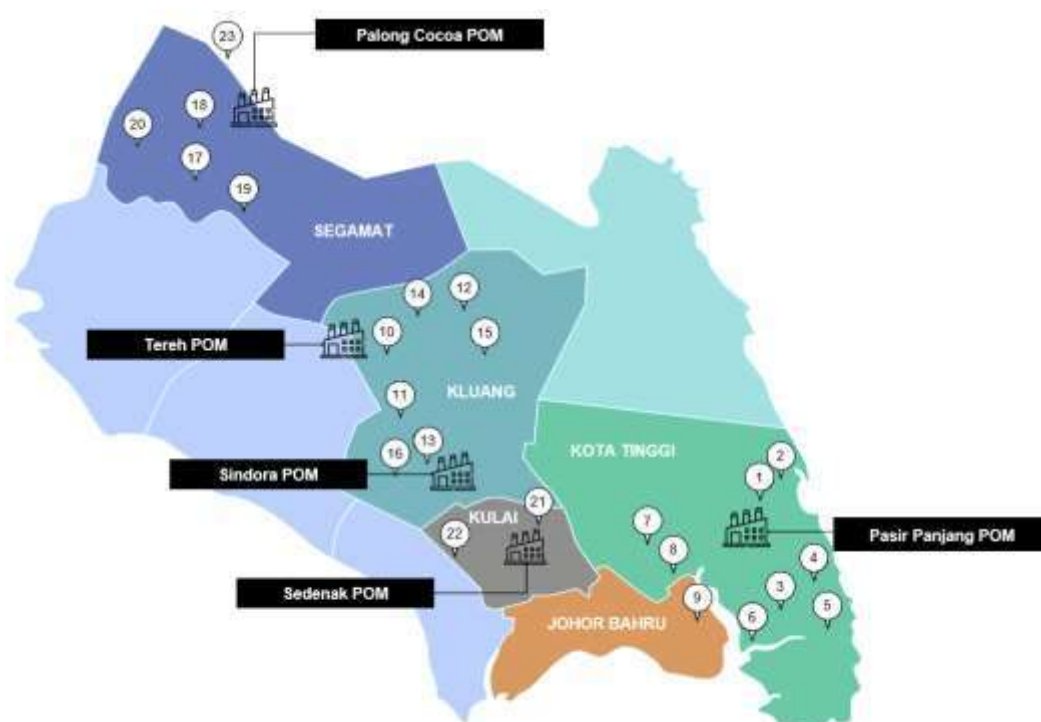 23
Palong Cocoa POM
18
20
17
19
SEGAMAT
14
12
10
15
Tereh POM
11
KLUANG
13
16
KOTA TINGGI
2
1
Sindora POM
21
KULAI
22
7
8
Pasir Panjang POM
4
3
5
6
Sedenak POM
9
JOHOR BAHRU